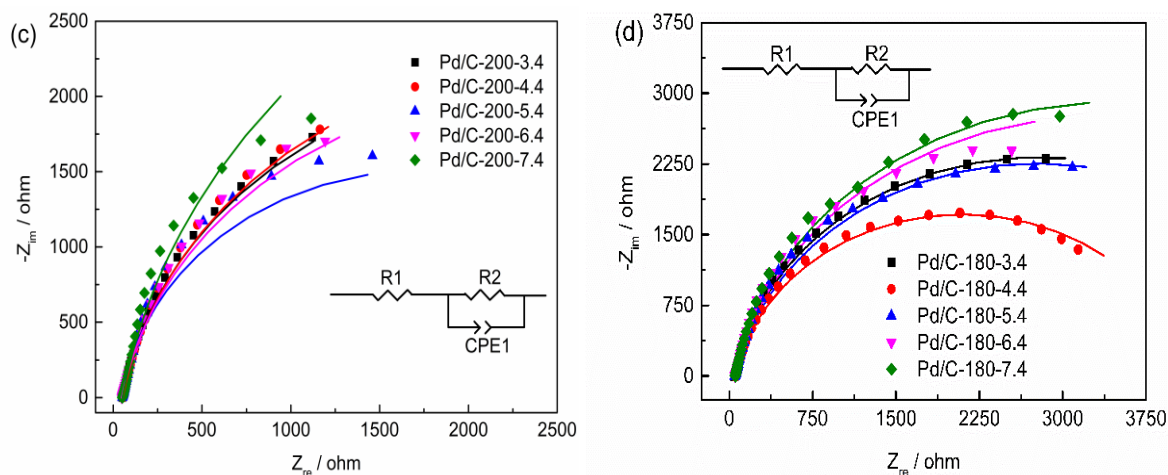 (c)
-Z_im / ohm
2500
2000
1500
1000
500
0
Pd/C-200-3.4
Pd/C-200-4.4
Pd/C-200-5.4
Pd/C-200-6.4
Pd/C-200-7.4
R1 R2
CPE1
0 500 1000 1500 2000 2500
Z_re / ohm
(d)
-Z_im / ohm
3750
3000
2250
1500
750
0
R1 R2
CPE1
Pd/C-180-3.4
Pd/C-180-4.4
Pd/C-180-5.4
Pd/C-180-6.4
Pd/C-180-7.4
0 750 1500 2250 3000 3750
Z_re / ohm